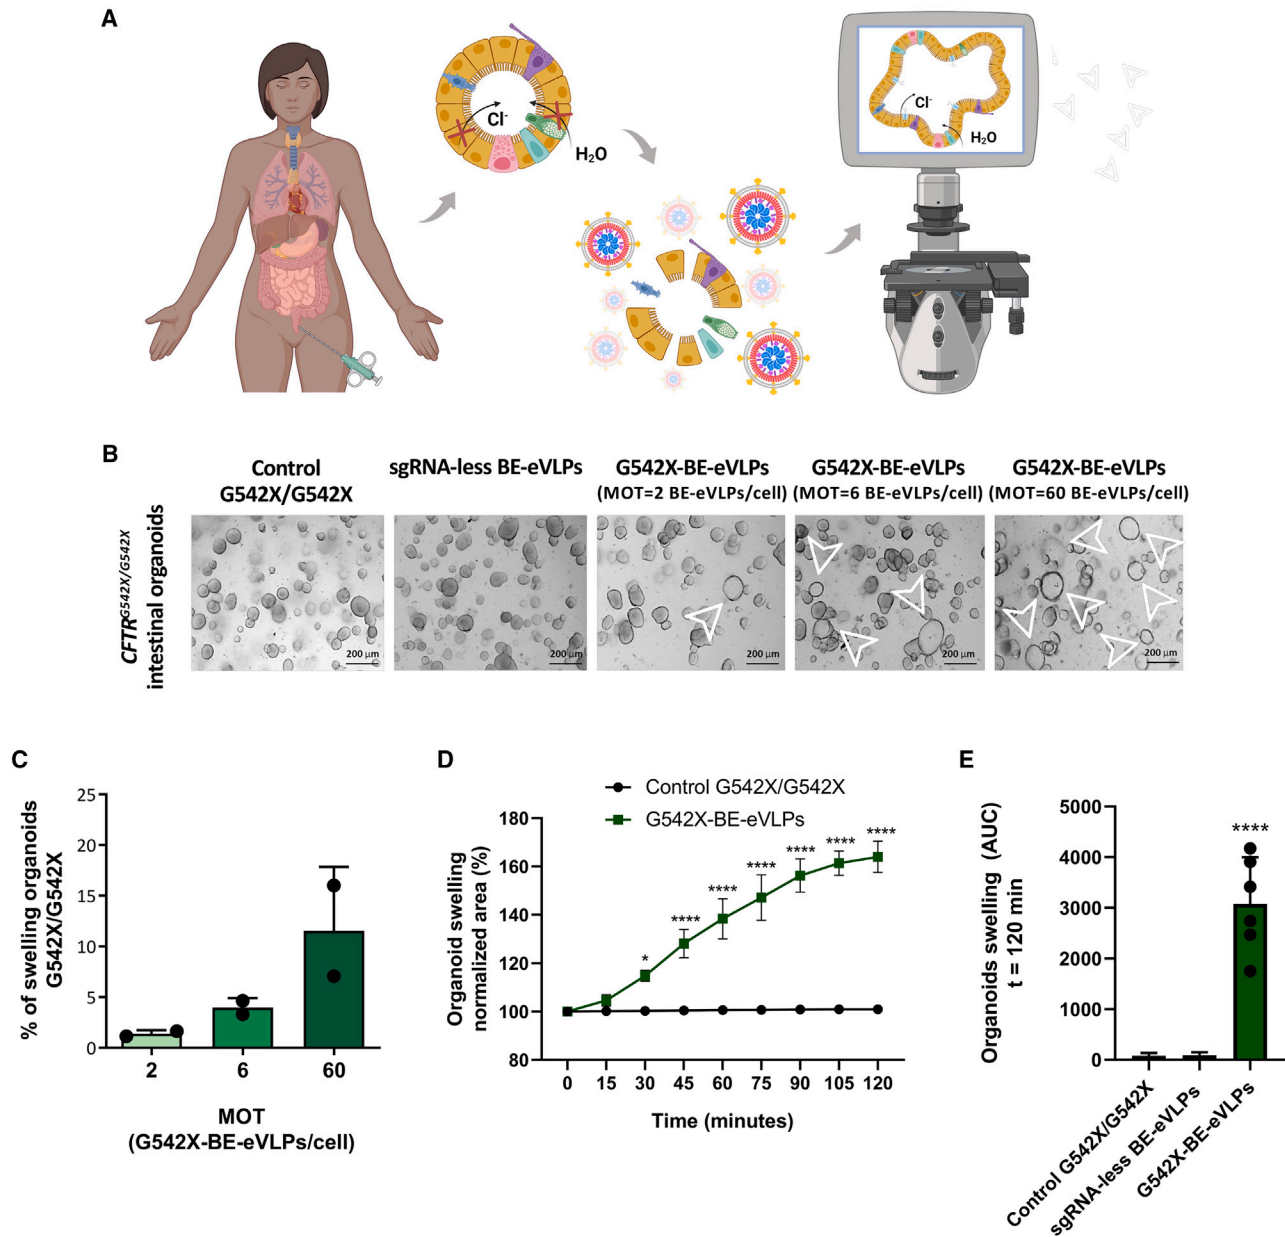 A
Cl-
H2O
Cl-
H2O
B
Control
G542X/G542X
sgRNA-less BE-eVLPs
G542X-BE-eVLPs
(MOT=2 BE-eVLPs/cell)
G542X-BE-eVLPs
(MOT=6 BE-eVLPs/cell)
G542X-BE-eVLPs
(MOT=60 BE-eVLPs/cell)
CFTRG542X/G542X
intestinal organoids
200 µm
200 µm
200 µm
200 µm
200 µm
C
% of swelling organoids
G542X/G542X
25
20
15
10
5
0
2
6
60
MOT
(G542X-BE-eVLPs/cell)
D
Control G542X/G542X
G542X-BE-eVLPs
Organoid swelling
normalized area (%)
180
160
140
120
100
80
*
****
****
****
****
****
****
0
15
30
45
60
75
90
105
120
Time (minutes)
E
Organoids swelling (AUC)
t = 120 min
5000
4000
3000
2000
1000
0
****
Control G542X/G542X
sgRNA-less BE-eVLPs
G542X-BE-eVLPs